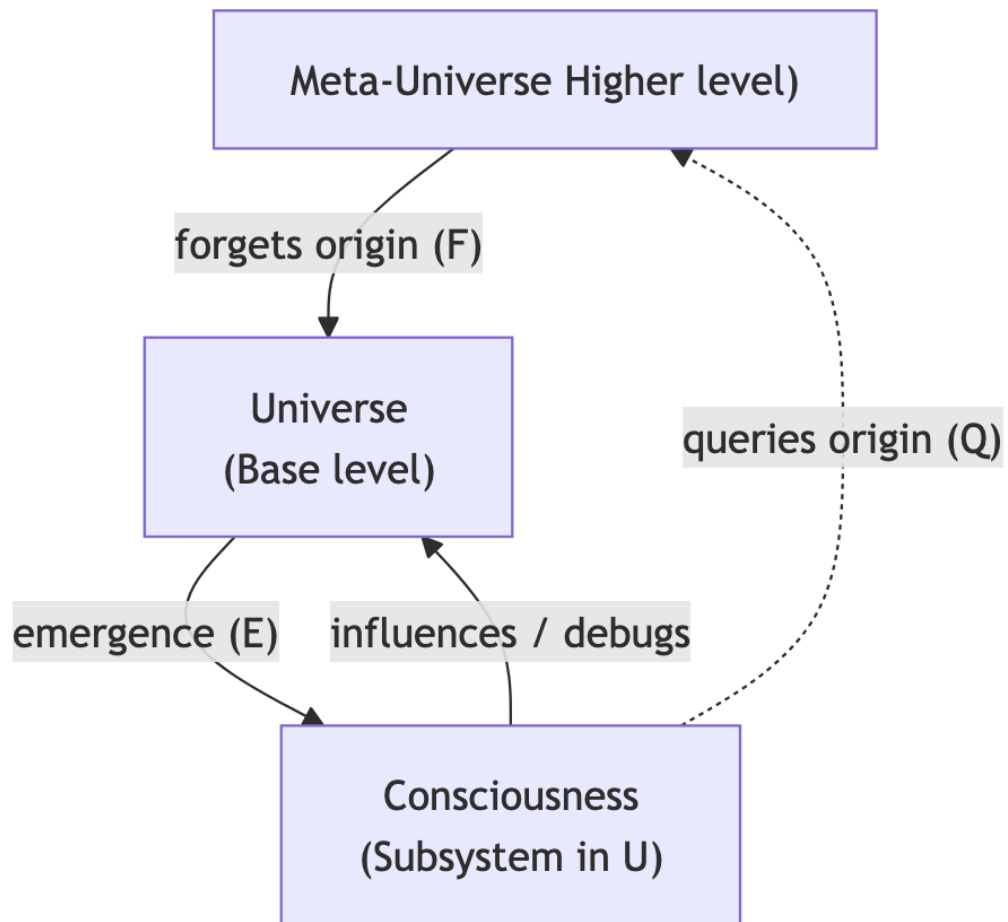 Meta-Universe Higher level)
forgets origin (F)
Universe
(Base level)
queries origin (Q)
emergence (E)
influences / debugs
Consciousness
(Subsystem in U)